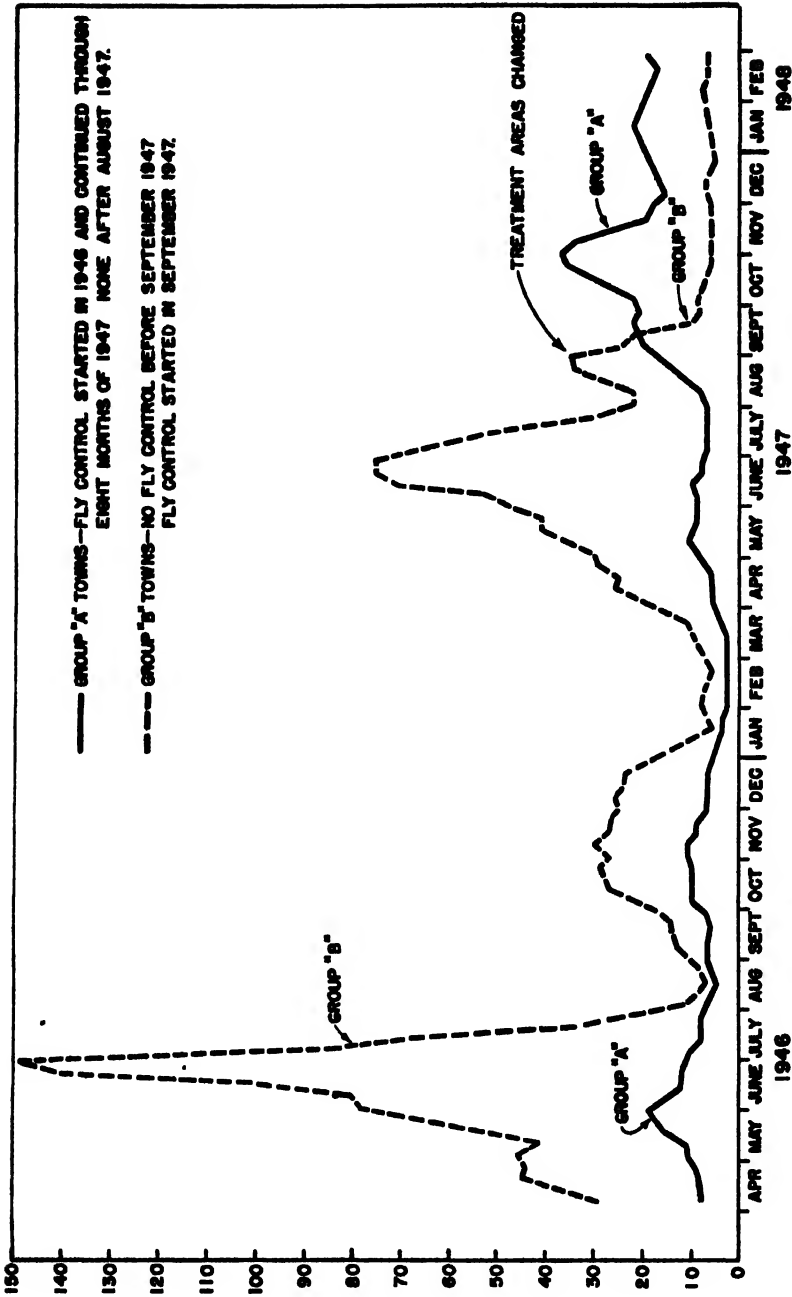 GROUP "A" TOWNS—FLY CONTROL STARTED IN 1946 AND CONTINUED THROUGH
EIGHT MONTHS OF 1947 NONE AFTER AUGUST 1947.
GROUP "B" TOWNS—NO FLY CONTROL BEFORE SEPTEMBER 1947
FLY CONTROL STARTED IN SEPTEMBER 1947.
150
140
130
120
110
100
90
80
70
60
50
40
30
20
10
0
GROUP "B"
GROUP "A"
TREATMENT AREAS CHANGED
GROUP "A"
GROUP "B"
APR MAY JUNE JULY AUG SEPT OCT NOV DEC JAN FEB MAR APR MAY JUNE JULY AUG SEPT OCT NOV DEC JAN FEB
1946 1947 1948